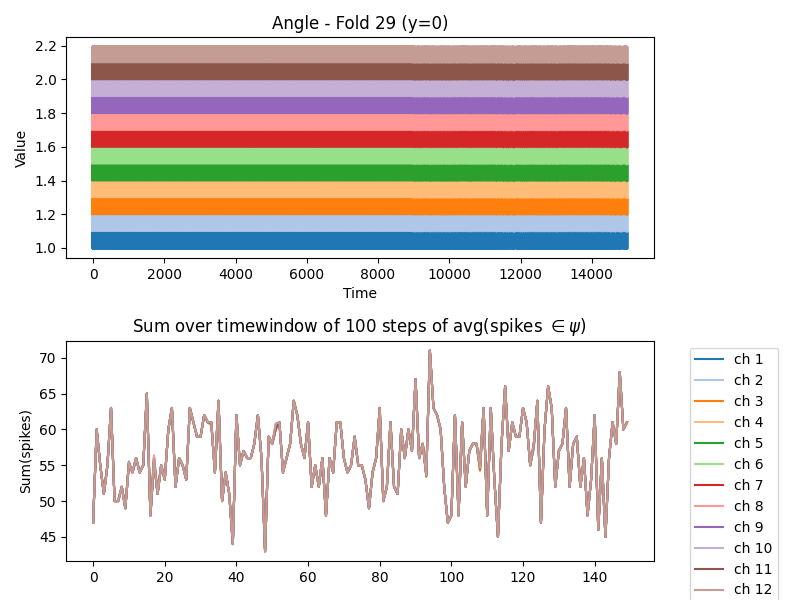 Angle - Fold 29 (y=0)
Value
2.2
2.0
1.8
1.6
1.4
1.2
1.0
0 2000 4000 6000 8000 10000 12000 14000
Time
Sum over timewindow of 100 steps of avg(spikes ∈ψ)
Sum(spikes)
70
65
60
55
50
45
0 20 40 60 80 100 120 140
ch 1
ch 2
ch 3
ch 4
ch 5
ch 6
ch 7
ch 8
ch 9
ch 10
ch 11
ch 12